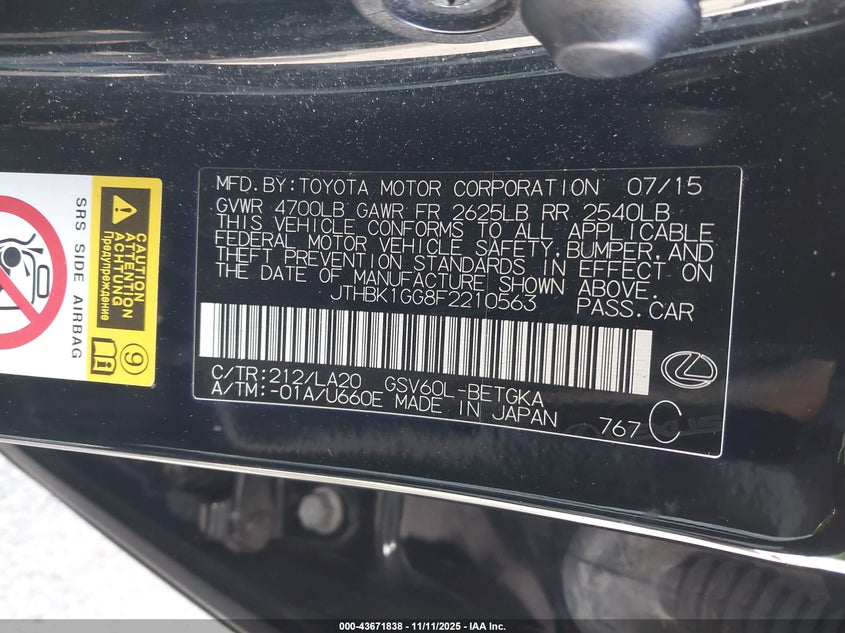 MFD.BY:TOYOTA MOTOR CORPORATION 07/15
GVWR 4700LB GAWR FR 2625LB RR 2540LB
THIS VEHICLE CONFORMS TO ALL APPLICABLE
FEDERAL MOTOR VEHICLE SAFETY,BUMPER,AND
THEFT PREVENTION STANDARDS IN EFFECT ON
THE DATE OF MANUFACTURE SHOWN ABOVE.
JTHBK1GG8F2210563 PASS.CAR
C/TR:212/LA20 GSV60L-BETGKA
A/TM:-01A/U660E MADE IN JAPAN 767 C
CAUTION
ATTENTION
ACHTUNG
Предупреждение
SRS SIDE AIRBAG
9
000-43671838 - 11/11/2025 - IAA Inc.